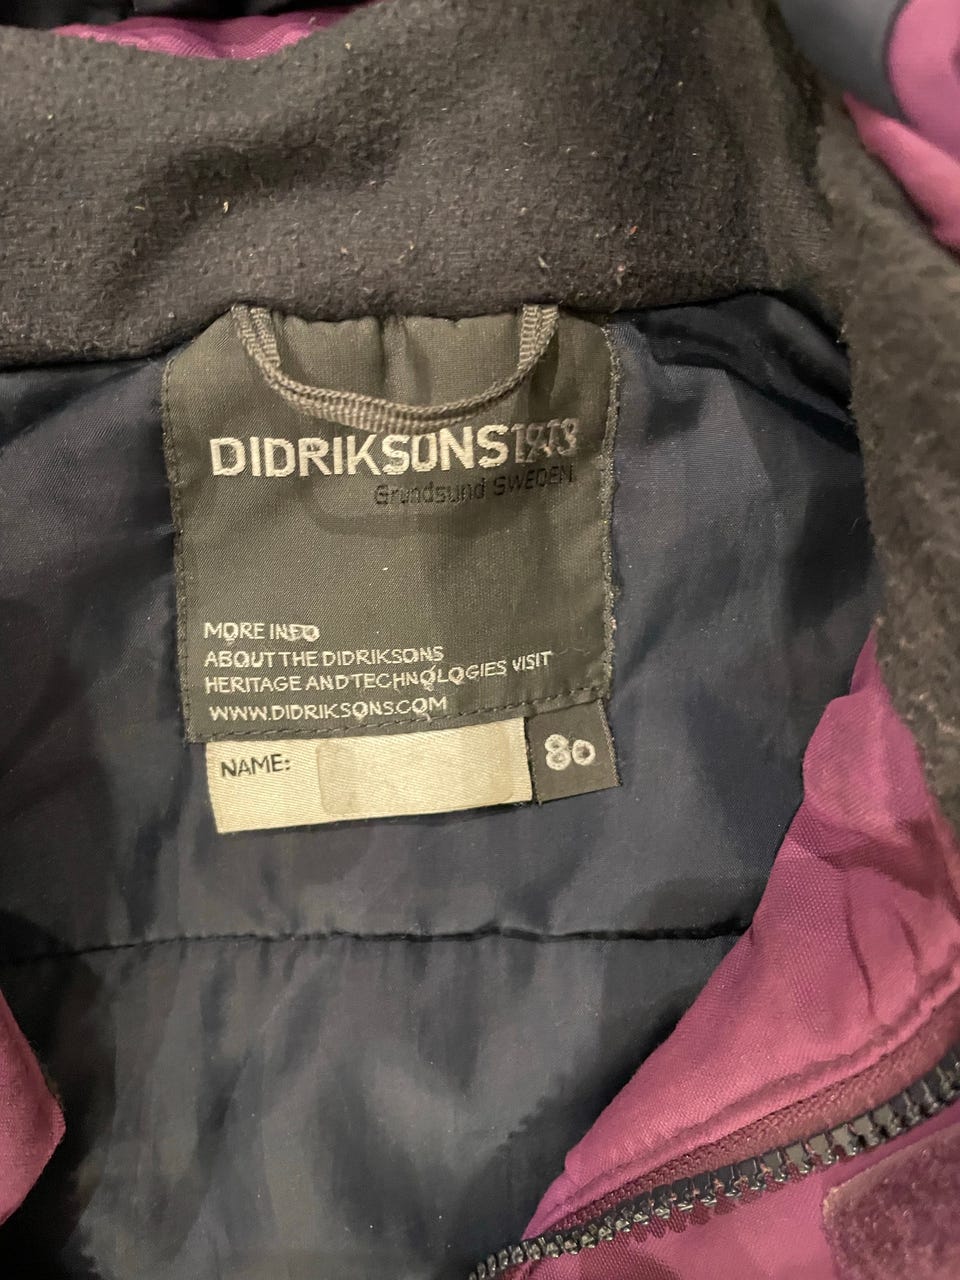 DIDRIKSONS1913
Grundsund SWEDEN
MORE INFO
ABOUT THE DIDRIKSONS
HERITAGE AND TECHNOLOGIES VISIT
WWW.DIDRIKSONS.COM
NAME:
80